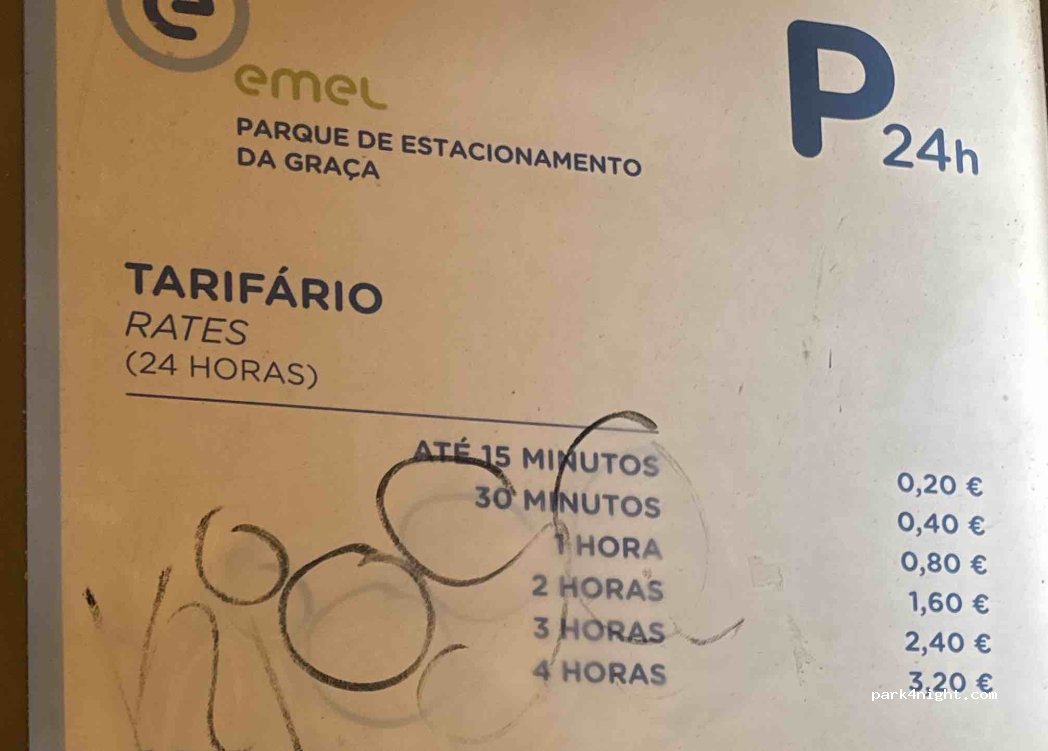 e
emel
PARQUE DE ESTACIONAMENTO
DA GRAÇA
P 24h
TARIFÁRIO
RATES
(24 HORAS)
ATÉ 15 MINUTOS 0,20 €
30 MINUTOS 0,40 €
1 HORA 0,80 €
2 HORAS 1,60 €
3 HORAS 2,40 €
4 HORAS 3,20 €
park4night.com